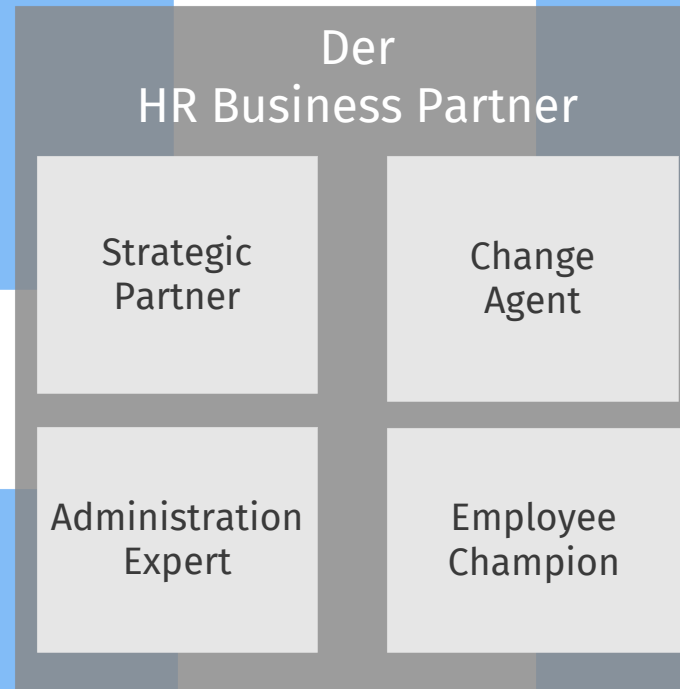 Der
HR Business Partner
Strategic
Partner
Change
Agent
Administration
Expert
Employee
Champion